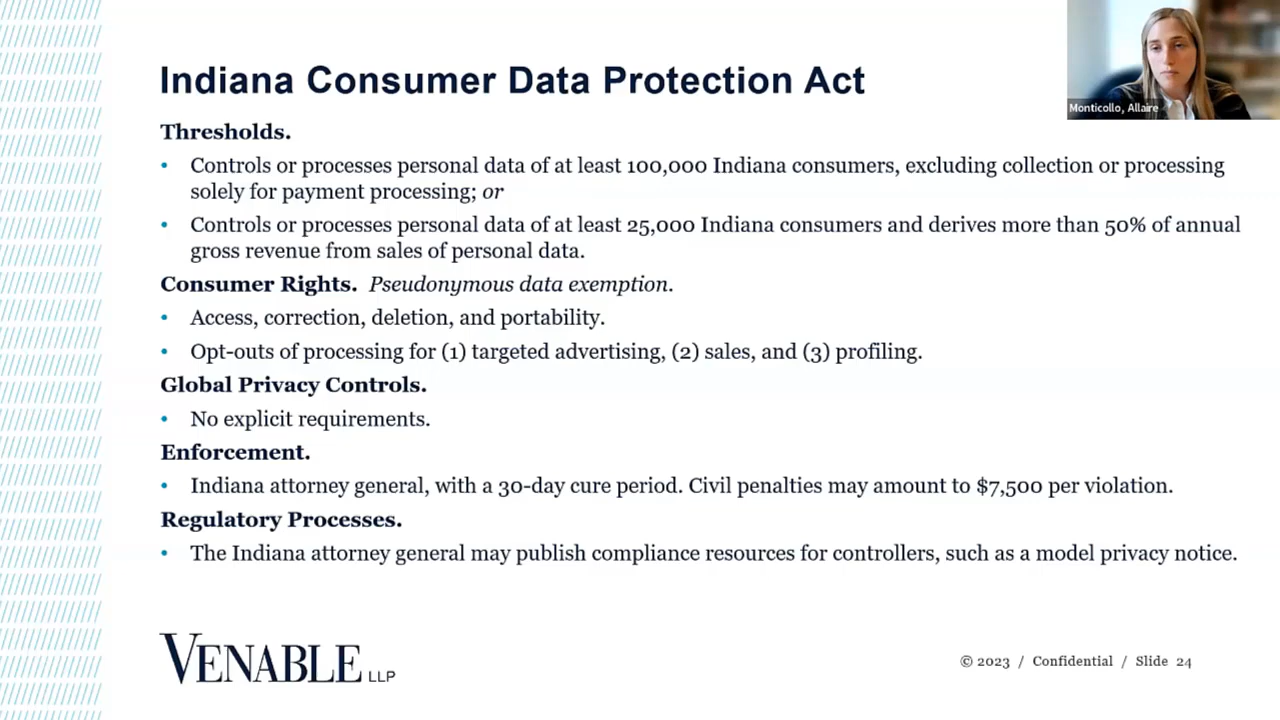 Monticollo, Allaire
Indiana Consumer Data Protection Act
Thresholds.
• Controls or processes personal data of at least 100,000 Indiana consumers, excluding collection or processing
solely for payment processing; or
• Controls or processes personal data of at least 25,000 Indiana consumers and derives more than 50% of annual
gross revenue from sales of personal data.
Consumer Rights. Pseudonymous data exemption.
• Access, correction, deletion, and portability.
• Opt-outs of processing for (1) targeted advertising, (2) sales, and (3) profiling.
Global Privacy Controls.
• No explicit requirements.
Enforcement.
• Indiana attorney general, with a 30-day cure period. Civil penalties may amount to $7,500 per violation.
Regulatory Processes.
• The Indiana attorney general may publish compliance resources for controllers, such as a model privacy notice.
VENABLE LLP
© 2023 / Confidential / Slide 24